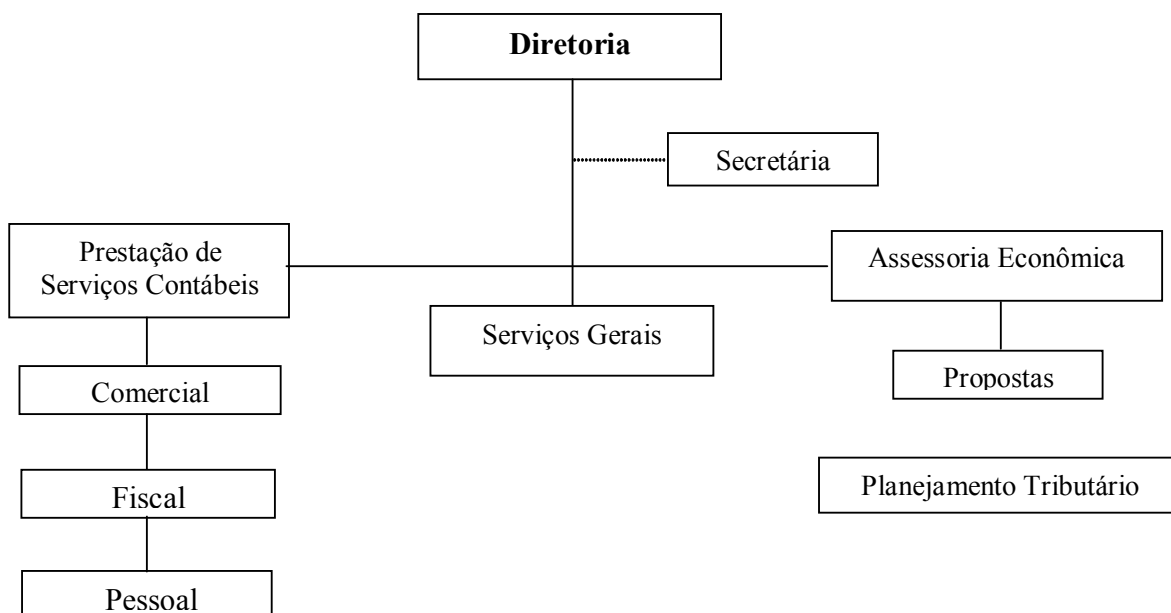 Diretoria
Secretária
Prestação de
Serviços Contábeis
Assessoria Econômica
Serviços Gerais
Comercial
Propostas
Fiscal
Planejamento Tributário
Pessoal